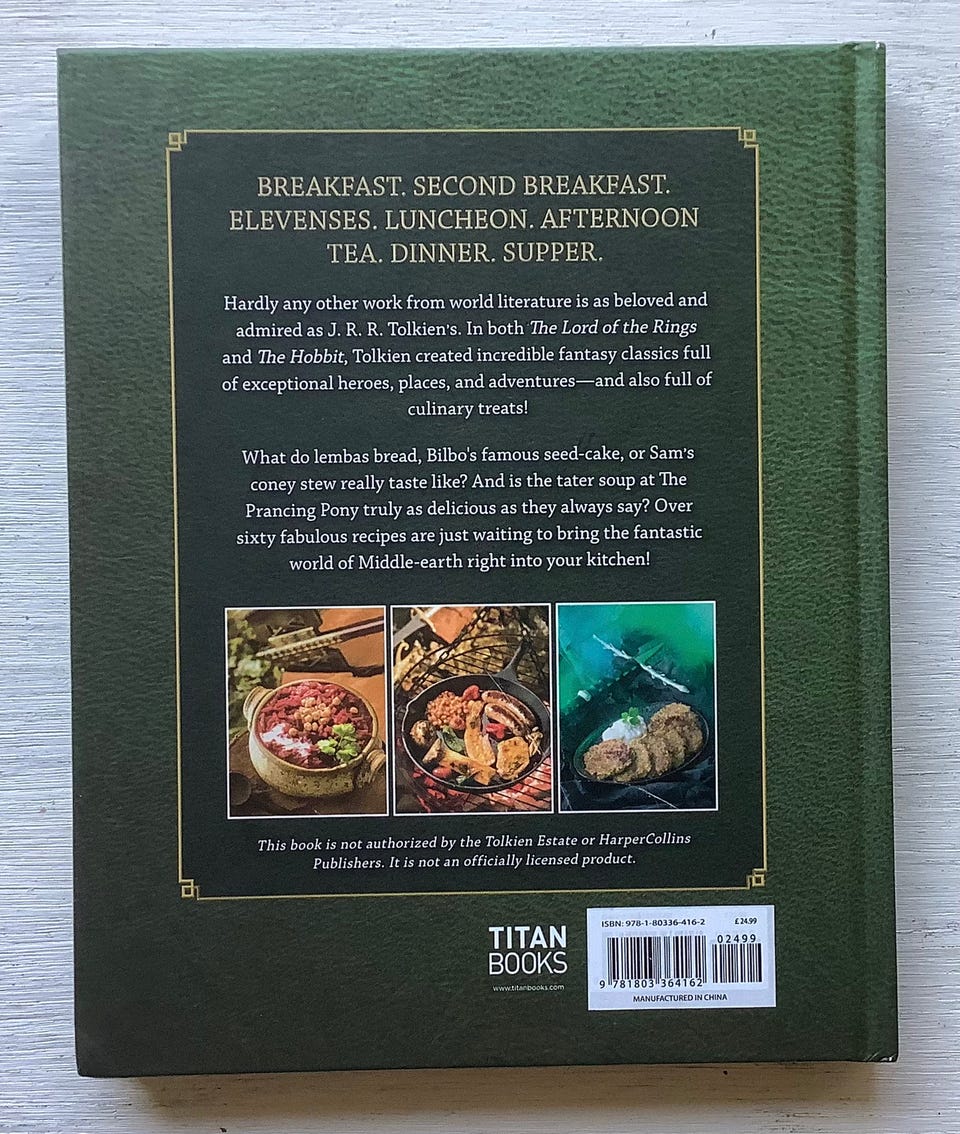 BREAKFAST. SECOND BREAKFAST.
ELEVENSES. LUNCHEON. AFTERNOON
TEA. DINNER. SUPPER.
Hardly any other work from world literature is as beloved and
admired as J. R. R. Tolkien's. In both The Lord of the Rings
and The Hobbit, Tolkien created incredible fantasy classics full
of exceptional heroes, places, and adventures—and also full of
culinary treats!
What do lembas bread, Bilbo's famous seed-cake, or Sam's
coney stew really taste like? And is the tater soup at The
Prancing Pony truly as delicious as they always say? Over
sixty fabulous recipes are just waiting to bring the fantastic
world of Middle-earth right into your kitchen!
This book is not authorized by the Tolkien Estate or HarperCollins
Publishers. It is not an officially licensed product.
TITAN
BOOKS
www.titanbooks.com
ISBN: 978-1-80336-416-2 £24.99
02499
9 781803 364162
MANUFACTURED IN CHINA